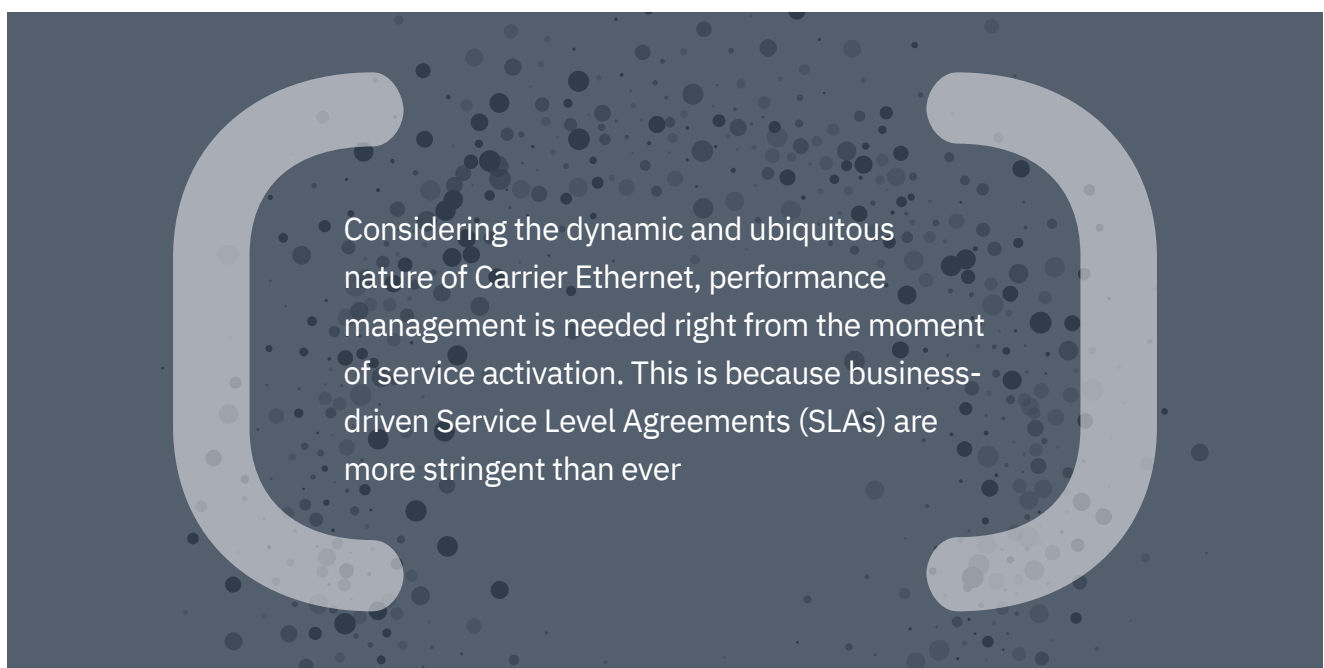 Considering the dynamic and ubiquitous
nature of Carrier Ethernet, performance
management is needed right from the moment
of service activation. This is because business-
driven Service Level Agreements (SLAs) are
more stringent than ever